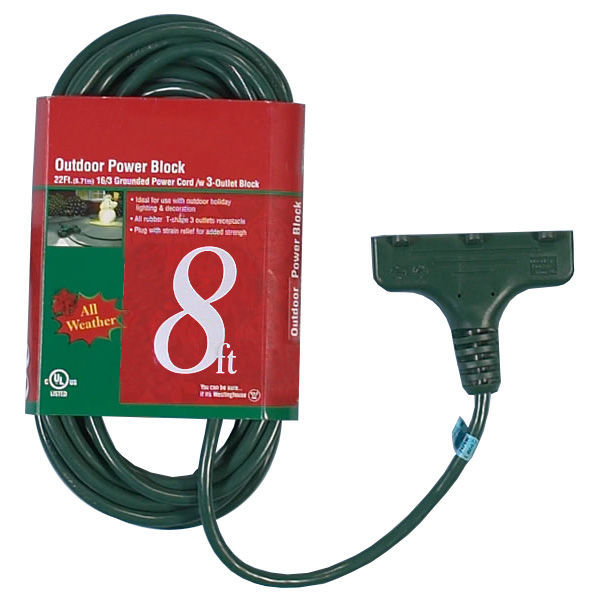 Outdoor Power Block
22Ft. (6.71m) 16/3 Grounded Power Cord /w 3-Outlet Block
• Ideal for use with outdoor holiday
lighting & decoration
• All rubber T-shape 3 outlets receptacle
• Plug with strain relief for added strengh
8
ft
All
Weather
C UL US
LISTED
You can be sure...
if it's Westinghouse
Outdoor Power Block